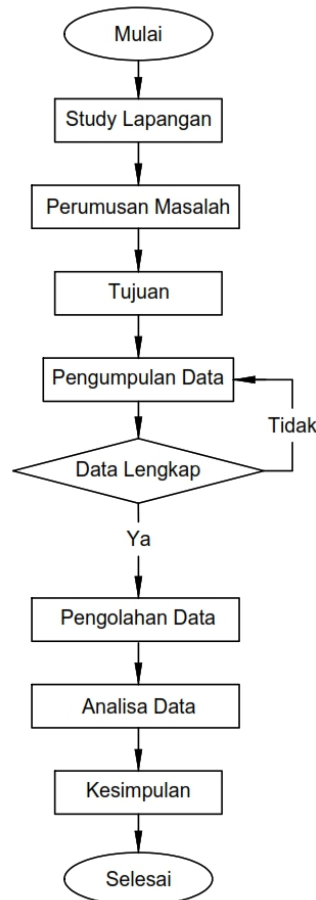 Mulai
Study Lapangan
Perumusan Masalah
Tujuan
Pengumpulan Data
Tidak
Data Lengkap
Ya
Pengolahan Data
Analisa Data
Kesimpulan
Selesai